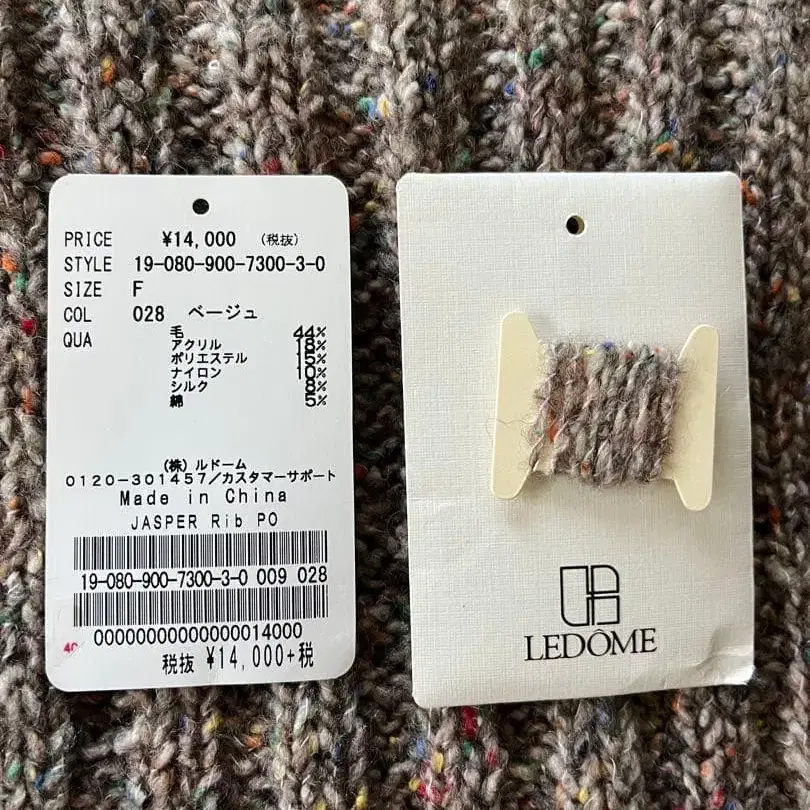 PRICE ¥14,000 (税抜)
STYLE 19-080-900-7300-3-0
SIZE F
COL 028 ベージュ
QUA 毛 44%
アクリル 18%
ポリエステル 15%
ナイロン 10%
シルク 8%
綿 5%
(株)ルドーム
0120-301457/カスタマーサポート
Made in China
JASPER Rib PO
19-080-900-7300-3-0 009 028
00000000000000014000
40
税抜 ¥14,000+税
LEDÔME